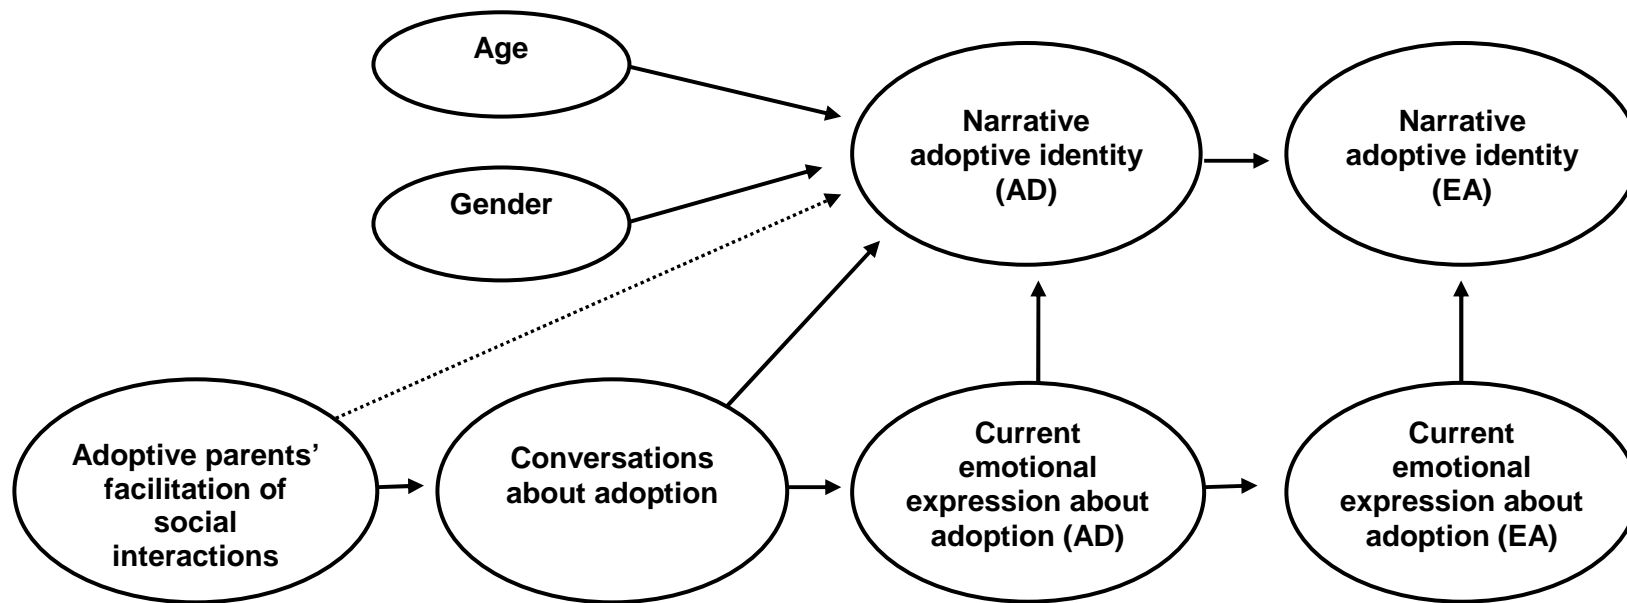 Age
Gender
Narrative
adoptive identity
(AD)
Narrative
adoptive identity
(EA)
Adoptive parents’
facilitation of
social
interactions
Conversations
about adoption
Current
emotional
expression about
adoption (AD)
Current
emotional
expression about
adoption (EA)